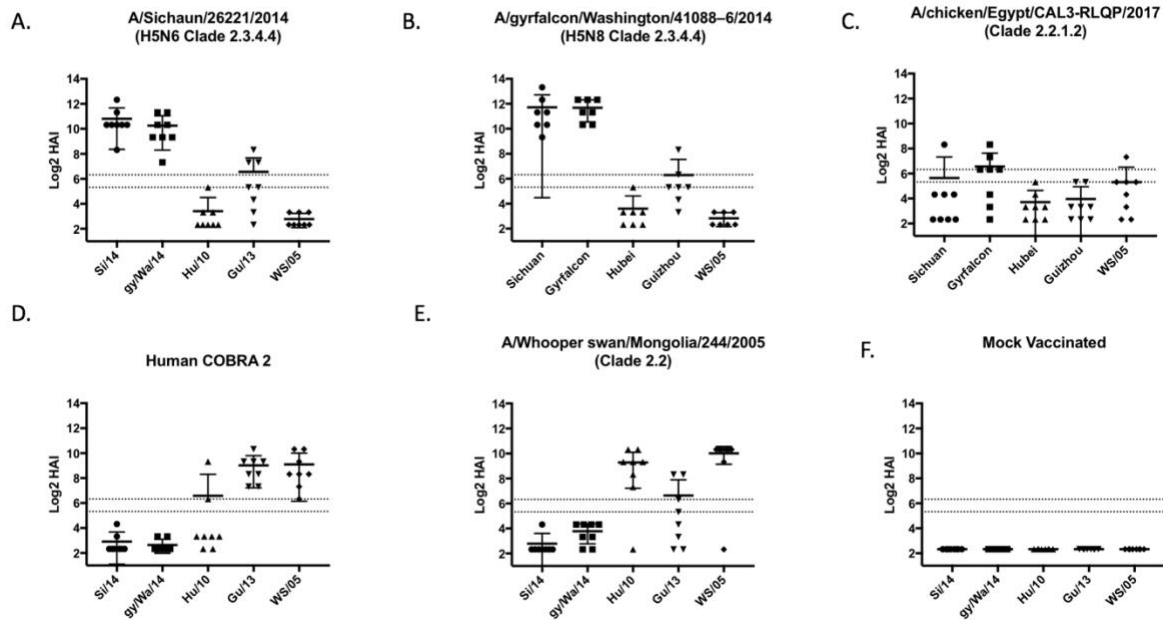 A.
A/Sichaun/26221/2014
(H5N6 Clade 2.3.4.4)
Log2 HAI
14
12
10
8
6
4
2
Si/14
gy/Wa/14
Hu/10
Gu/13
WS/05
B.
A/gyrfalcon/Washington/41088–6/2014
(H5N8 Clade 2.3.4.4)
Log2 HAI
14
12
10
8
6
4
2
Sichuan
Gyrfalcon
Hubei
Guizhou
WS/05
C.
A/chicken/Egypt/CAL3-RLQP/2017
(Clade 2.2.1.2)
Log2 HAI
14
12
10
8
6
4
2
Sichuan
Gyrfalcon
Hubei
Guizhou
WS/05
D.
Human COBRA 2
Log2 HAI
14
12
10
8
6
4
2
Si/14
gy/Wa/14
Hu/10
Gu/13
WS/05
E.
A/Whooper swan/Mongolia/244/2005
(Clade 2.2)
Log2 HAI
14
12
10
8
6
4
2
Si/14
gy/Wa/14
Hu/10
Gu/13
WS/05
F.
Mock Vaccinated
Log2 HAI
14
12
10
8
6
4
2
Si/14
gy/Wa/14
Hu/10
Gu/13
WS/05